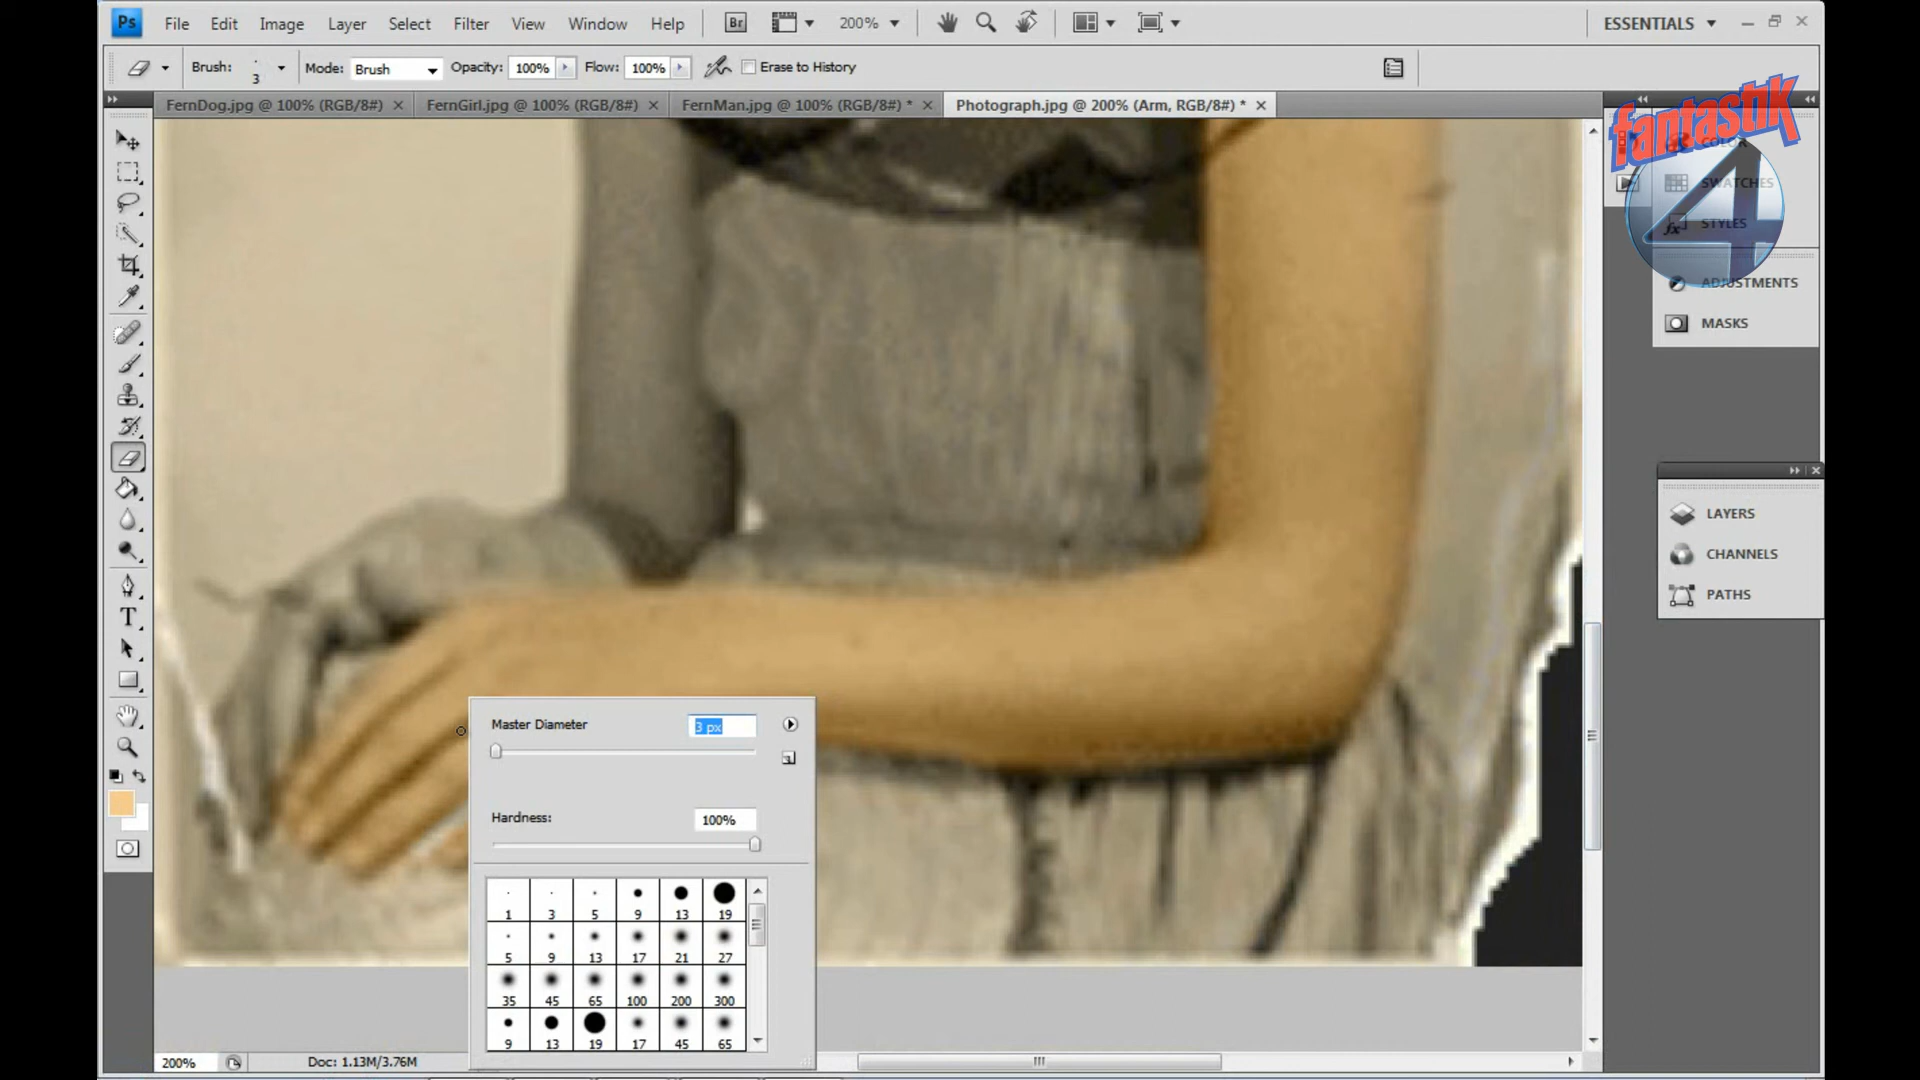 Ps File Edit Image Layer Select Filter View Window Help Br 200% ESSENTIALS
Brush: 3 Mode: Brush Opacity: 100% Flow: 100% Erase to History
FernDog.jpg @ 100% (RGB/8#) FernGirl.jpg @ 100% (RGB/8#) FernMan.jpg @ 100% (RGB/8#) * Photograph.jpg @ 200% (Arm, RGB/8#) *
fantastik
4
COLOR
SWATCHES
STYLES
ADJUSTMENTS
MASKS
LAYERS
CHANNELS
PATHS
Master Diameter 3 px
Hardness: 100%
1 3 5 9 13 19
5 9 13 17 21 27
35 45 65 100 200 300
9 13 19 17 45 65
200% Doc: 1.13M/3.76M